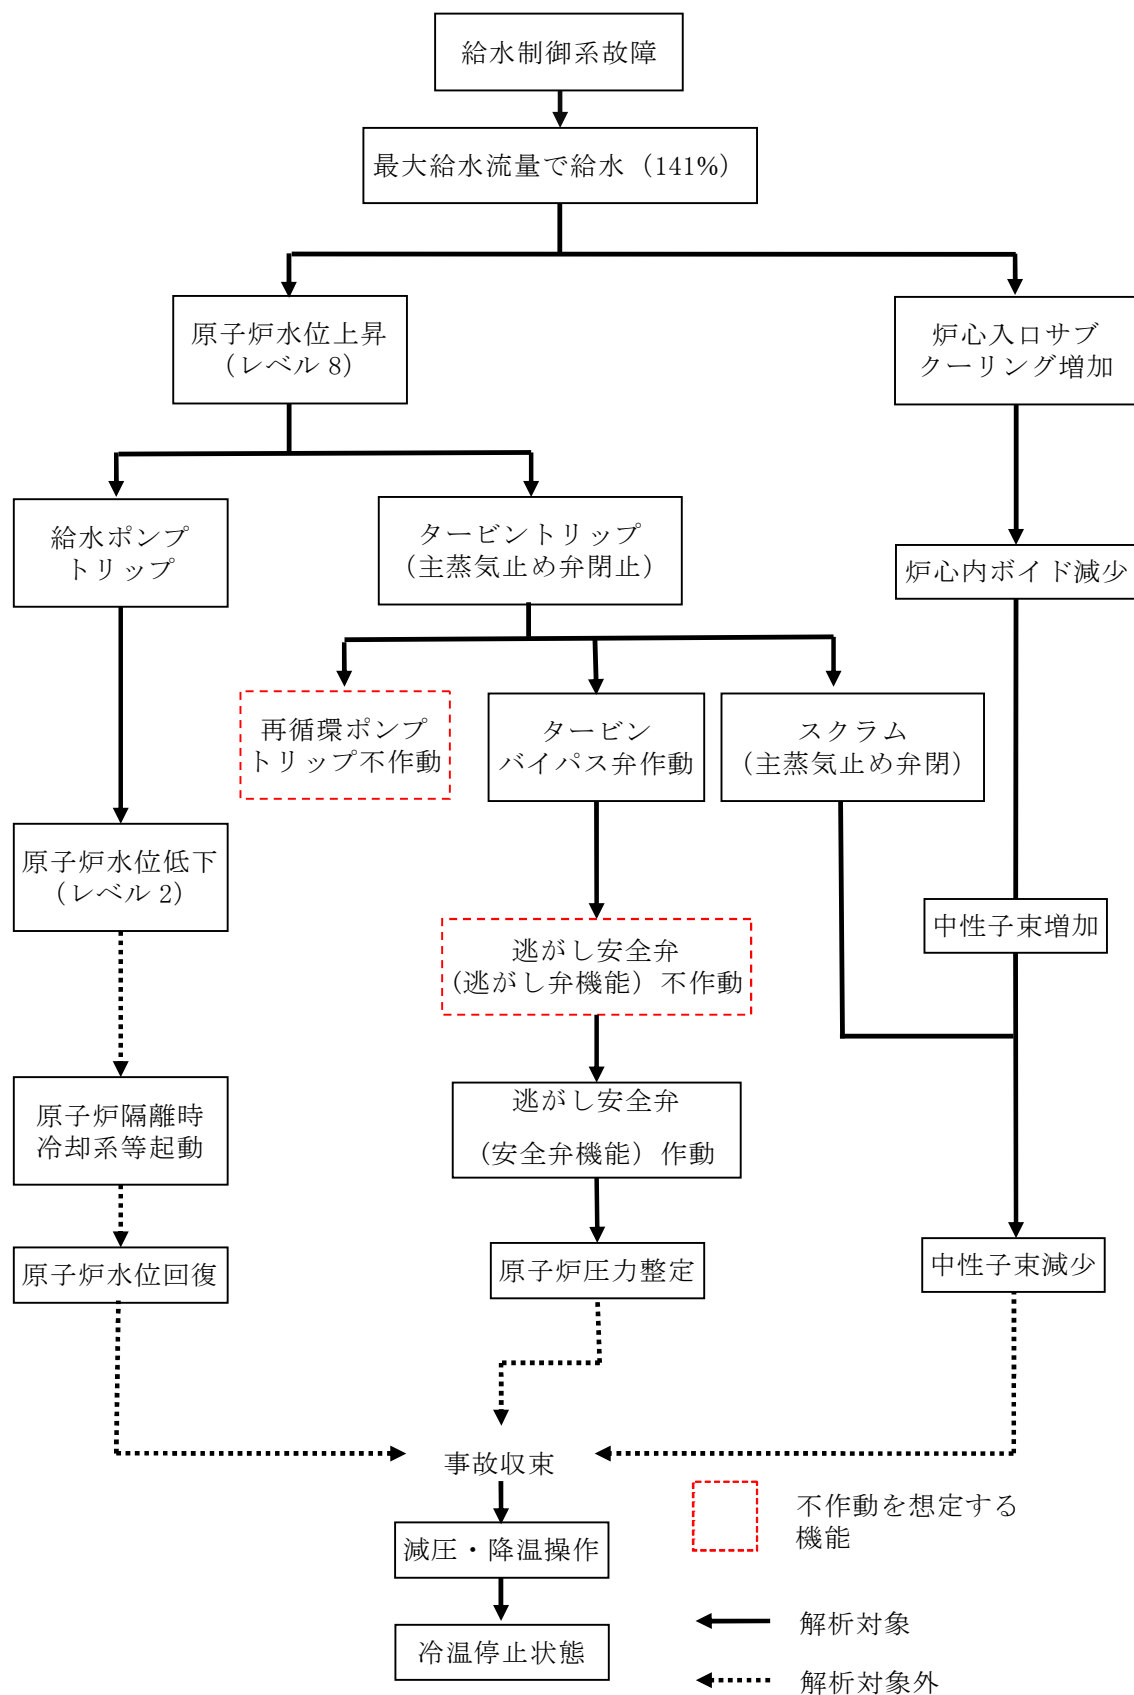 給水制御系故障
最大給水流量で給水（141%）
原子炉水位上昇
（レベル 8）
炉心入口サブ
クーリング増加
給水ポンプ
トリップ
タービントリップ
（主蒸気止め弁閉止）
炉心内ボイド減少
再循環ポンプ
トリップ不作動
タービン
バイパス弁作動
スクラム
（主蒸気止め弁閉）
原子炉水位低下
（レベル 2）
中性子束増加
逃がし安全弁
（逃がし弁機能）不作動
原子炉隔離時
冷却系等起動
逃がし安全弁
（安全弁機能）作動
原子炉水位回復
原子炉圧力整定
中性子束減少
事故収束
減圧・降温操作
冷温停止状態
不作動を想定する
機能
解析対象
解析対象外